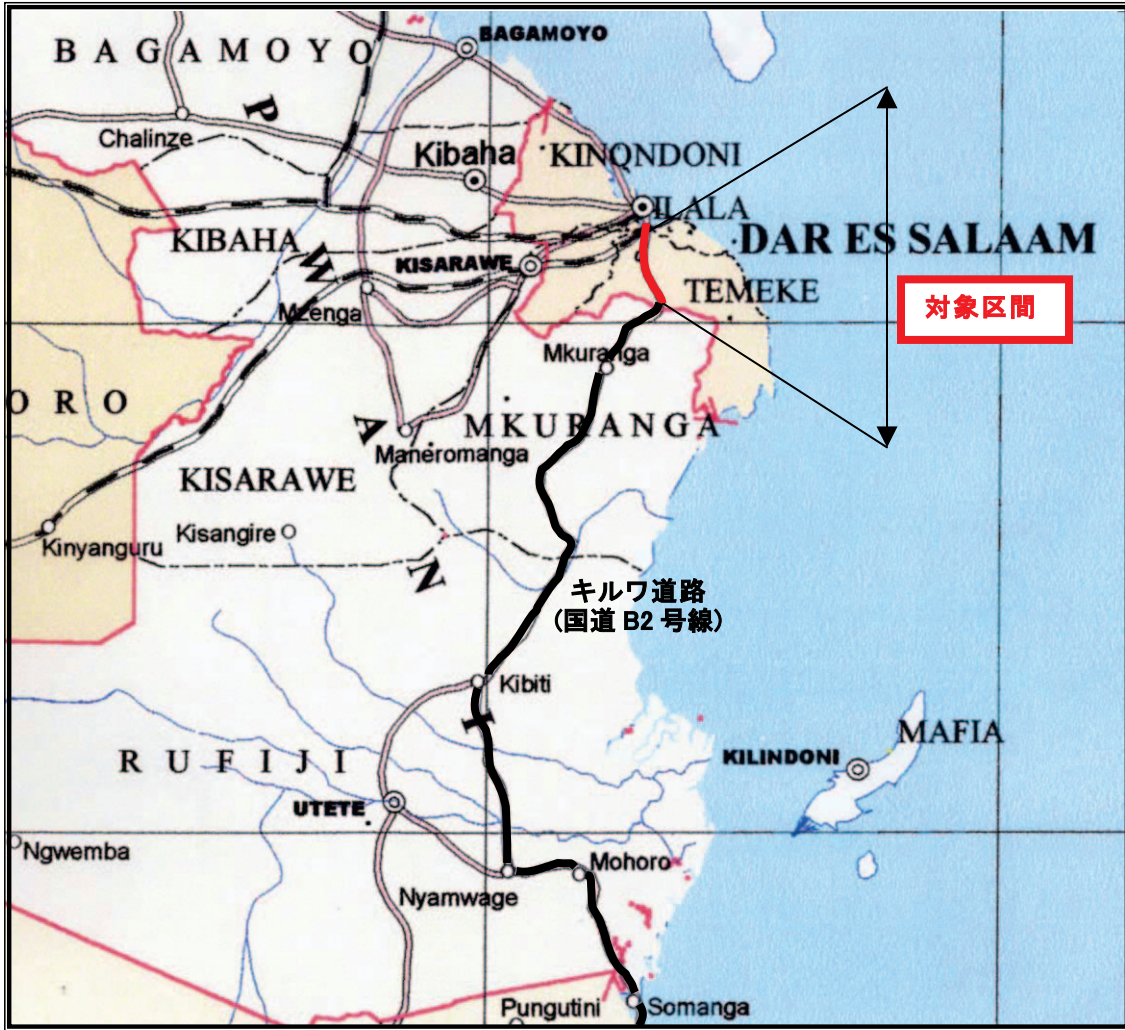 BAGAMOYO
BAGAMOYO
P
Chalinze
Kibaha
KINONDONI
ILALA
DAR ES SALAAM
KIBAHA
W
KISARAWE
TEMEKE
Mzenga
対象区間
Mkuranga
ORO
A
MKURANGA
Maneromanga
KISARAWE
Kisangire
Kinyanguru
N
キルワ道路
(国道 B2 号線)
Kibiti
I
MAFIA
RUFIJI
KILINDONI
UTETE
Ngwemba
Mohoro
Nyamwage
Pungutini
Somanga